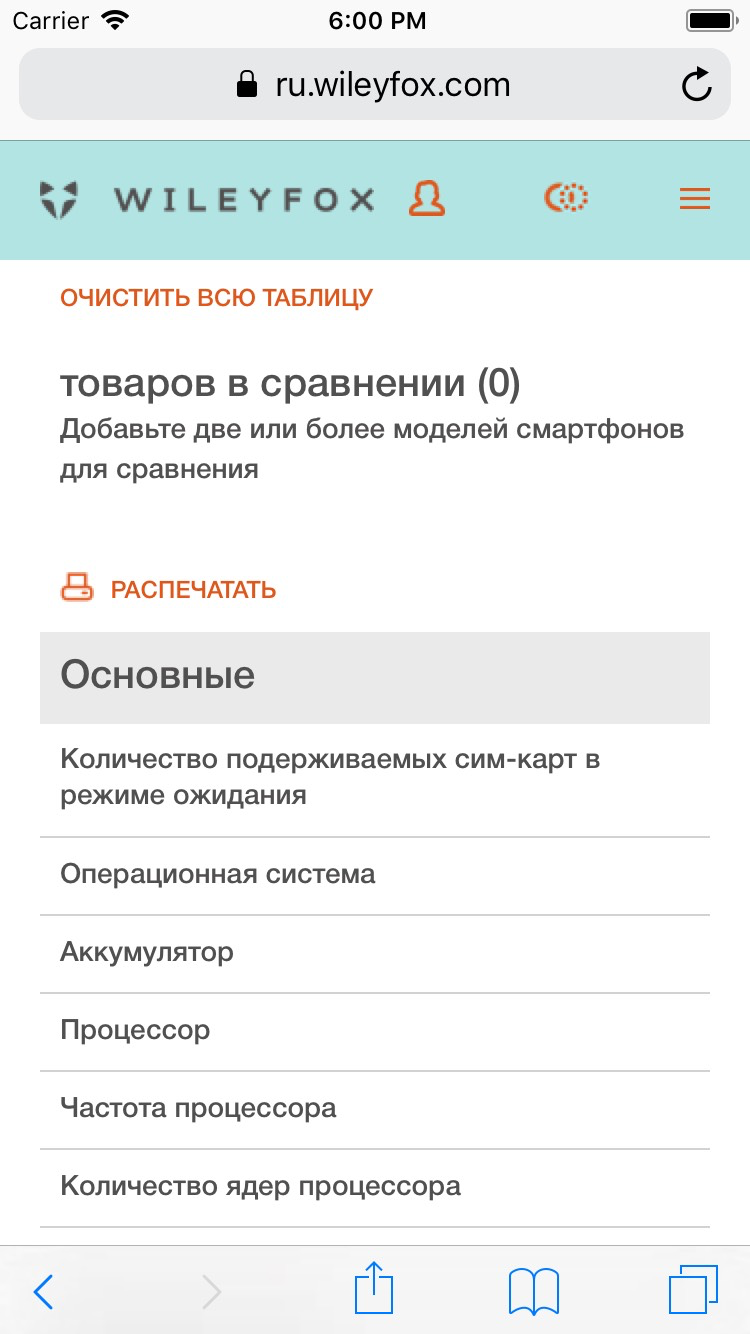 Carrier
6:00 PM
ru.wileyfox.com
WILEYFOX
ОЧИСТИТЬ ВСЮ ТАБЛИЦУ
товаров в сравнении (0)
Добавьте две или более моделей смартфонов
для сравнения
РАСПЕЧАТАТЬ
Основные
Количество подерживаемых сим-карт в
режиме ожидания
Операционная система
Аккумулятор
Процессор
Частота процессора
Количество ядер процессора